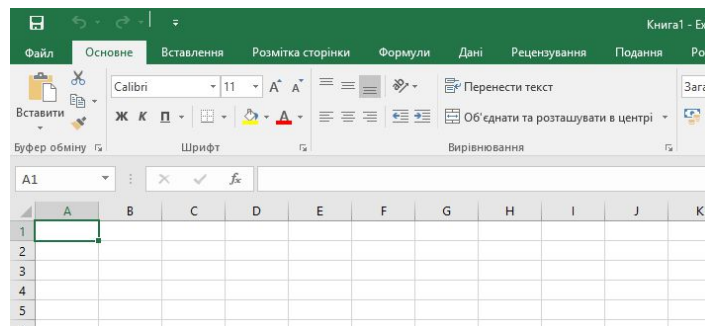 Книга1 - Ex
Файл Основне Вставлення Розмітка сторінки Формули Дані Рецензування Подання Ро
Calibri 11 A A Перенести текст Зага
Вставити
Ж К П А Об'єднати та розташувати в центрі
Буфер обміну Шрифт Вирівнювання
A1 fx
A B C D E F G H I J K
1
2
3
4
5